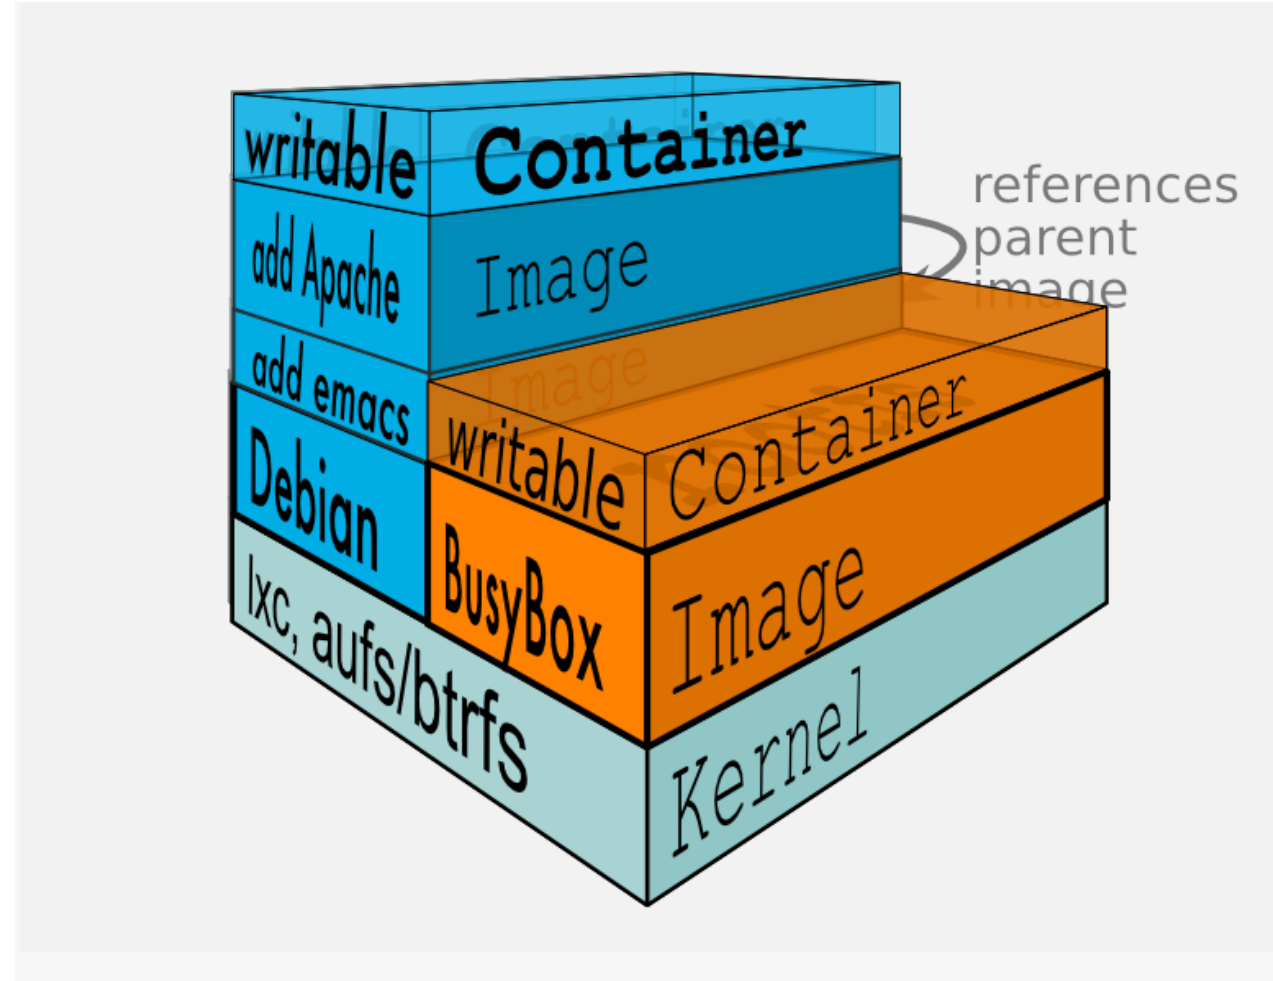 writable
Container
references
parent
image
add Apache
Image
add emacs
Image
writable
Container
Debian
BusyBox
Image
lxc, aufs/btrfs
Kernel